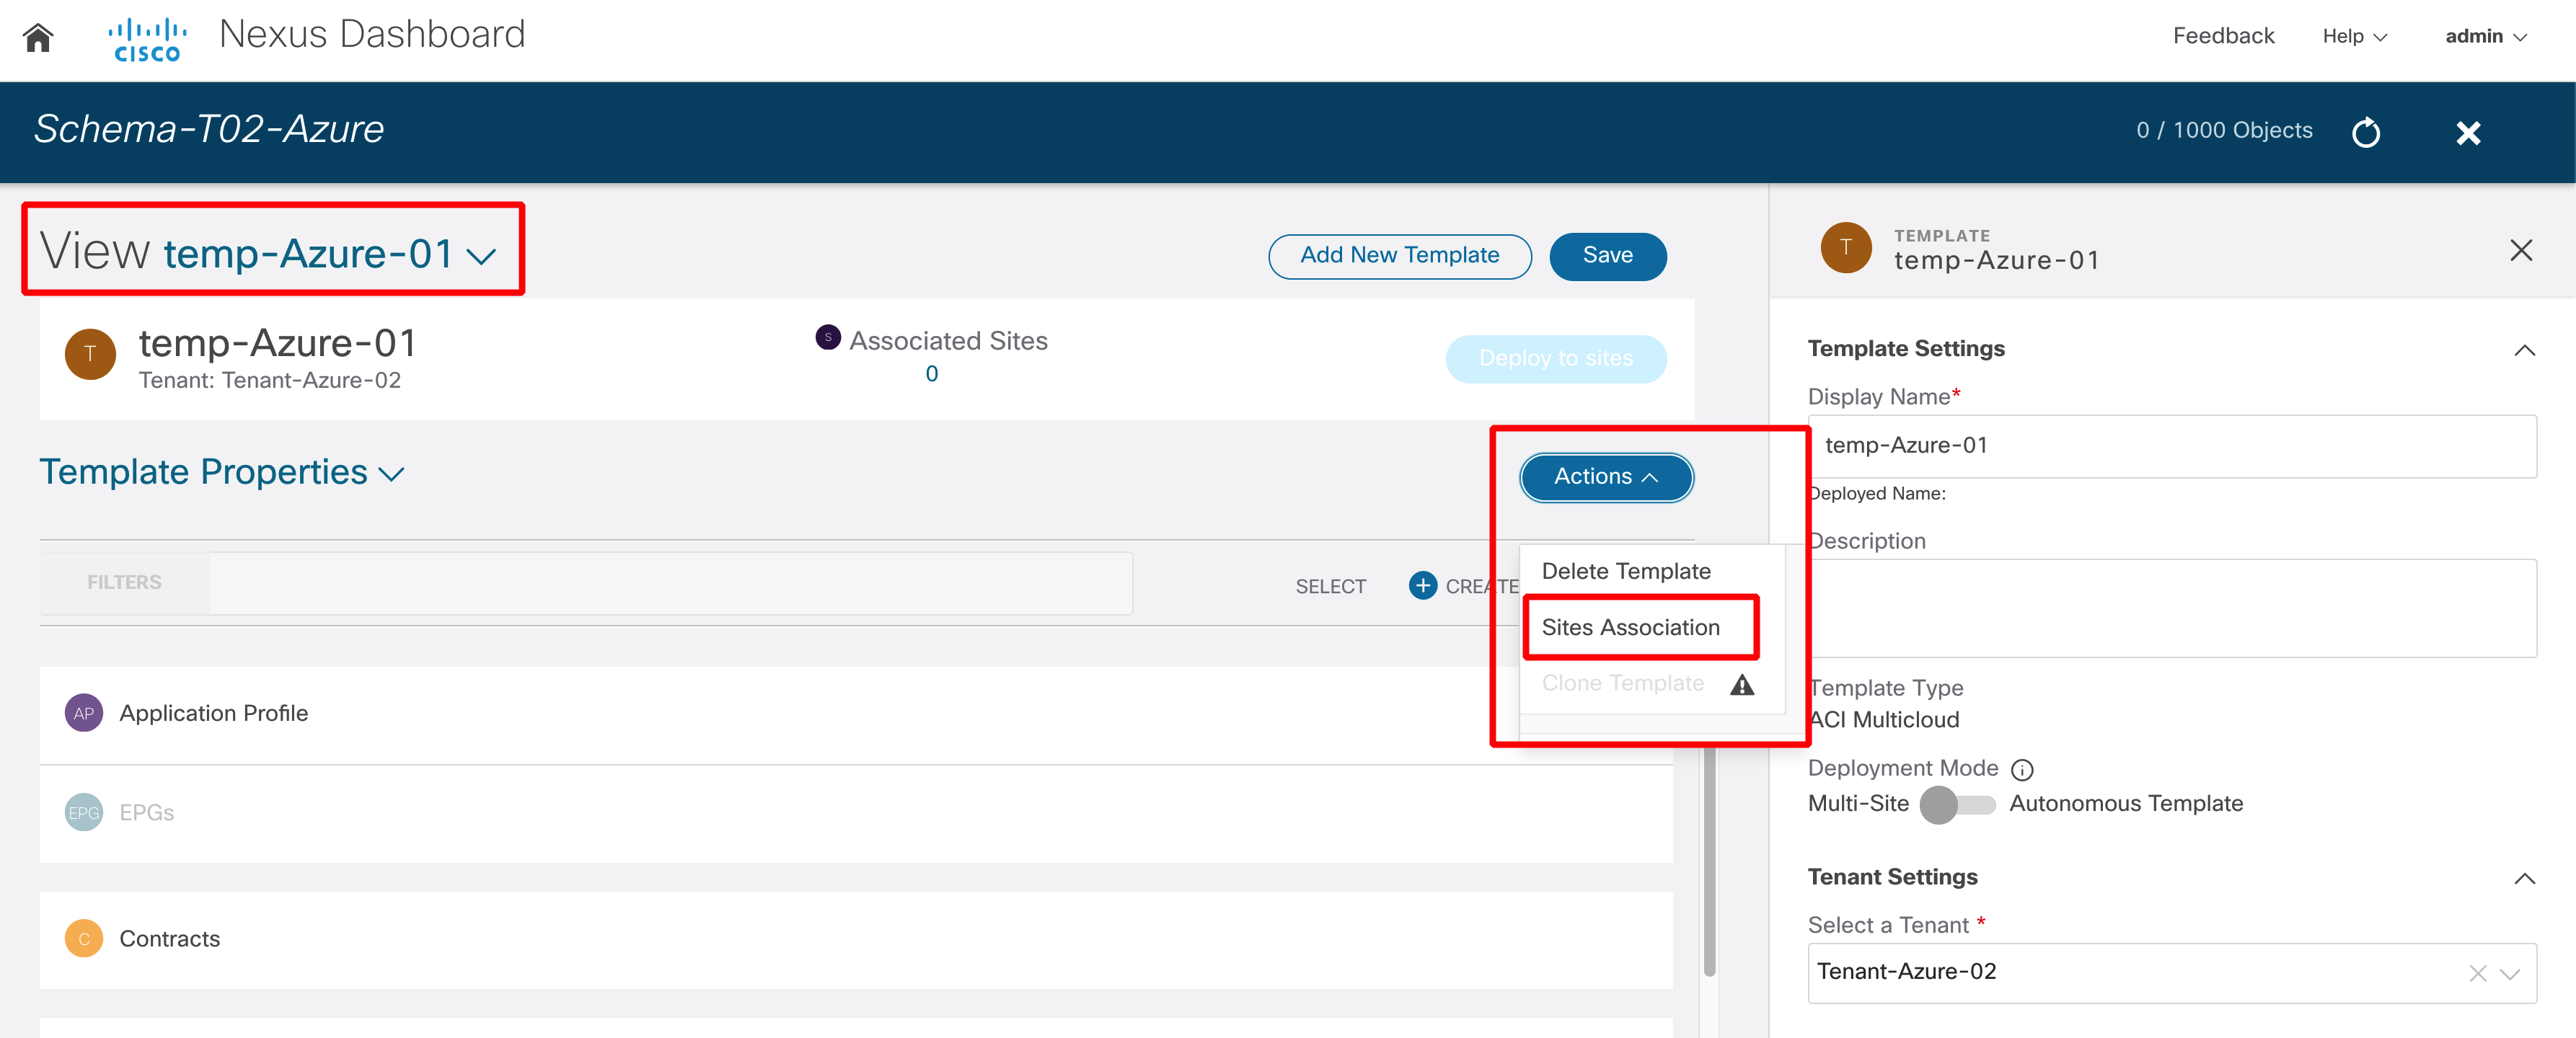 CISCO Nexus Dashboard Feedback Help admin
Schema-T02-Azure 0 / 1000 Objects
View temp-Azure-01 Add New Template Save
T temp-Azure-01
Tenant: Tenant-Azure-02
S Associated Sites
0
Deploy to sites
Template Properties Actions
FILTERS SELECT + CREATE
Delete Template
Sites Association
Clone Template
AP Application Profile
EPG EPGs
C Contracts
T TEMPLATE
temp-Azure-01
Template Settings
Display Name*
temp-Azure-01
Deployed Name:
Description
Template Type
ACI Multicloud
Deployment Mode i
Multi-Site Autonomous Template
Tenant Settings
Select a Tenant *
Tenant-Azure-02